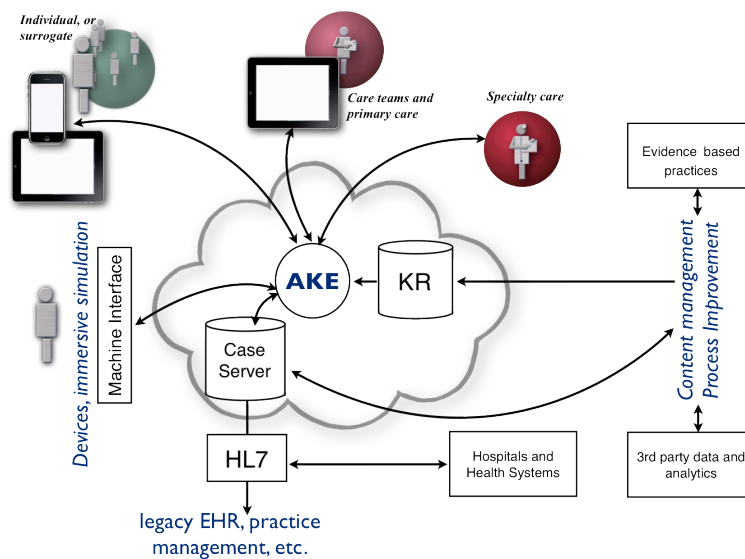 Individual, or
surrogate
Care teams and
primary care
Specialty care
Evidence based
practices
Content management
Process Improvement
AKE
KR
Devices, immersive simulation
Machine Interface
Case
Server
HL7
Hospitals and
Health Systems
3rd party data and
analytics
legacy EHR, practice
management, etc.